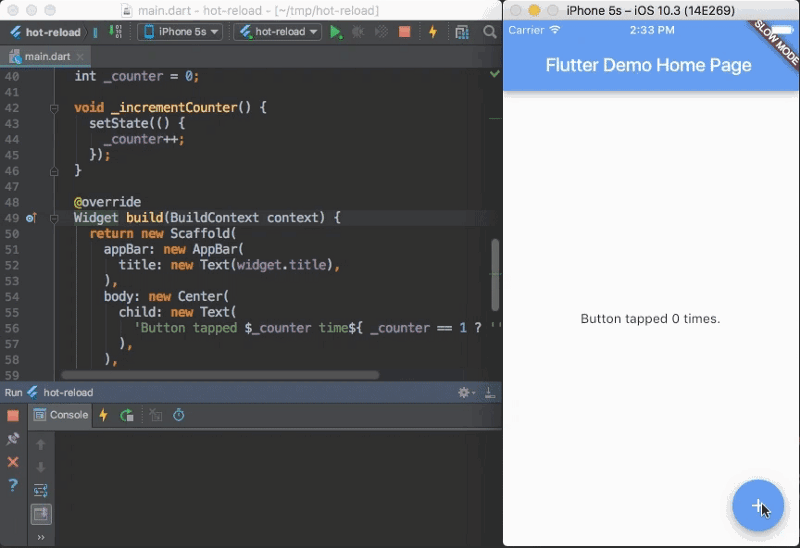 main.dart - hot-reload - [~/tmp/hot-reload]
hot-reload
iPhone 5s
hot-reload
main.dart
40 int _counter = 0;
41
42 void _incrementCounter() {
43 setState(() {
44 _counter++;
45 });
46 }
47
48 @override
49 Widget build(BuildContext context) {
50 return new Scaffold(
51 appBar: new AppBar(
52 title: new Text(widget.title),
53 ),
54 body: new Center(
55 child: new Text(
56 'Button tapped $_counter time${ _counter == 1 ? ''
57 ),
58 ),
59
Run hot-reload
Console
iPhone 5s – iOS 10.3 (14E269)
Carrier 2:33 PM
SLOW MODE
Flutter Demo Home Page
Button tapped 0 times.